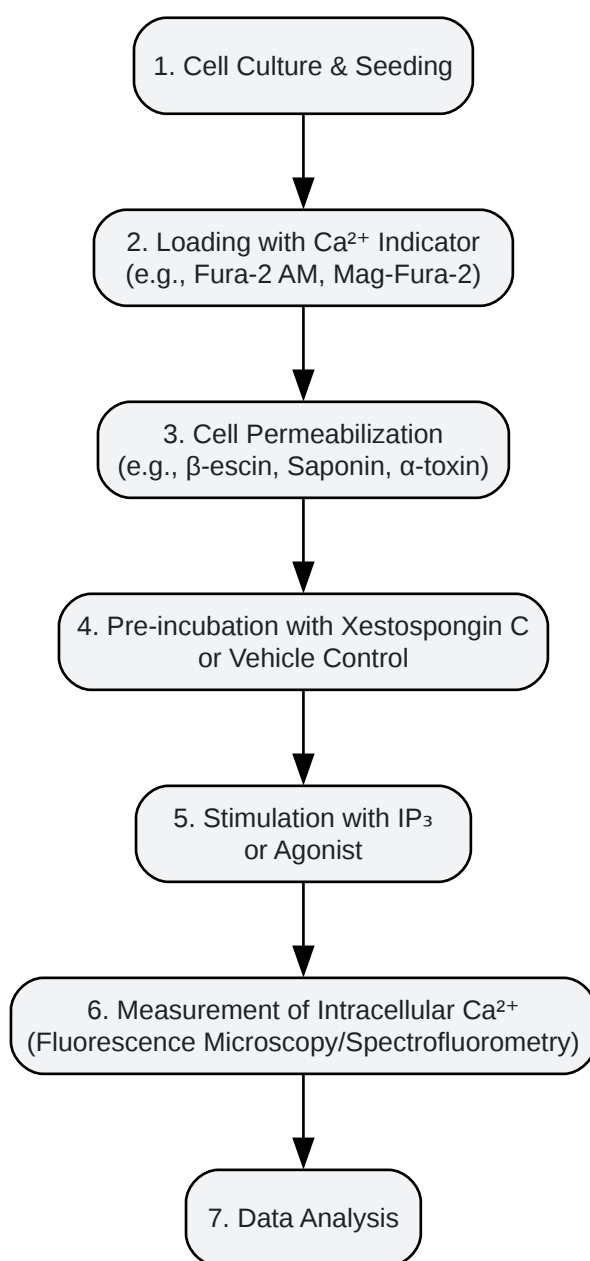 1. Cell Culture & Seeding
2. Loading with Ca²⁺ Indicator
(e.g., Fura-2 AM, Mag-Fura-2)
3. Cell Permeabilization
(e.g., β-escin, Saponin, α-toxin)
4. Pre-incubation with Xestospongin C
or Vehicle Control
5. Stimulation with IP₃
or Agonist
6. Measurement of Intracellular Ca²⁺
(Fluorescence Microscopy/Spectrofluorometry)
7. Data Analysis